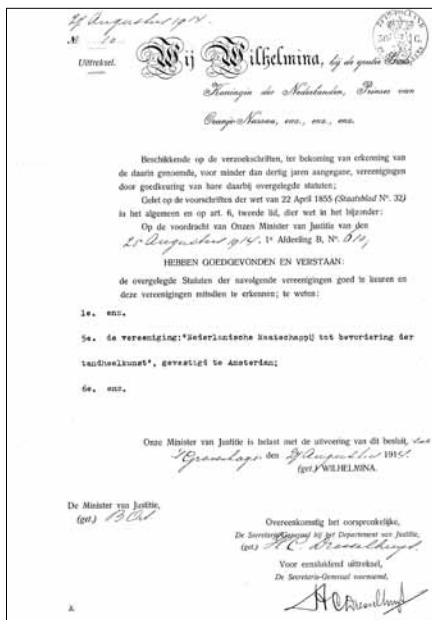 27 Augustus 1914.
Nº 10
Uittreksel.
Wij Wilhelmina, bij de gratie Gods,
Koningin der Nederlanden, Prinses van
Oranje-Nassau, enz., enz., enz.
Beschikkende op de verzoekschriften, ter bekoming van erkenning van
de daarin genoemde, voor minder dan dertig jaren aangegane, vereenigingen
door goedkeuring van hare daarbij overgelegde statuten;
Gelet op de voorschriften der wet van 22 April 1855 (Staatsblad Nº. 32)
in het algemeen en op art. 6, tweede lid, dier wet in het bijzonder:
Op de voordracht van Onzen Minister van Justitie van den
25 Augustus 1914. 1e Afdeeling B, Nº. 610,
HEBBEN GOEDGEVONDEN EN VERSTAAN:
de overgelegde Statuten der navolgende vereenigingen goed te keuren en
deze vereenigingen mitsdien te erkennen; te weten:
1e. enz.
5e. de vereeniging:"Nederlandsche Maatschappij tot bevordering der
tandheelkunst", gevestigd te Amsterdam;
6e. enz.
Onze Minister van Justitie is belast met de uitvoering van dit besluit,
's Gravenhage den 27 Augustus 1914.
(get.) WILHELMINA.
De Minister van Justitie,
(get.) B Ort
Overeenkomstig het oorspronkelijke,
De Secretaris-Generaal bij het Departement van Justitie,
(get.) H C. Dresselhuys
Voor eensluidend uittreksel,
De Secretaris-Generaal voornoemd,
H C Dresselhuys
A